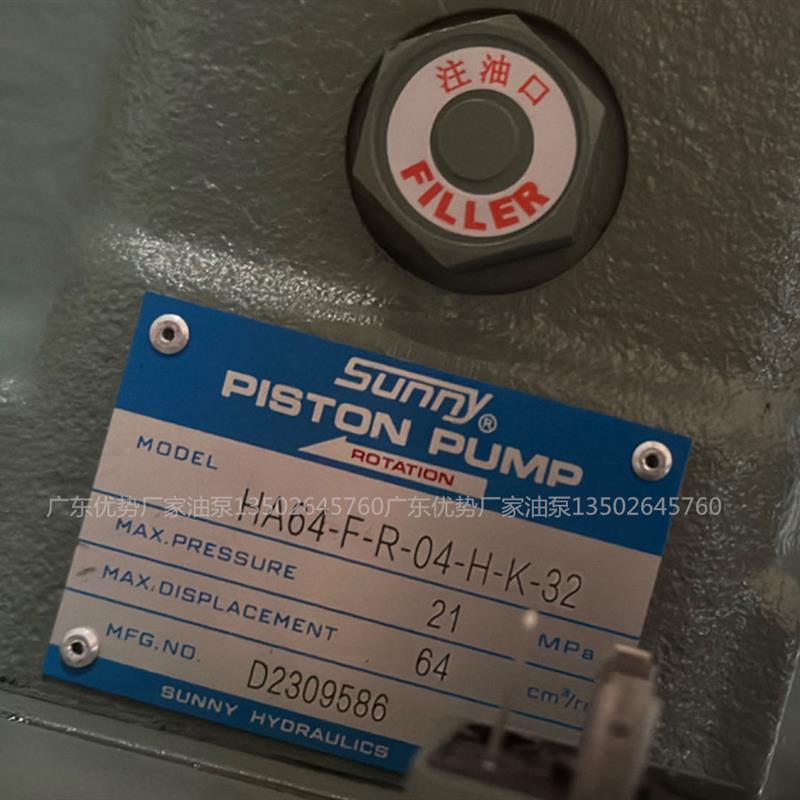 注油口
FILLER
Sunny®
PISTON PUMP
ROTATION
MODEL HA64-F-R-04-H-K-32
广东优势厂家油泵13502645760广东优势厂家油泵13502645760
MAX.PRESSURE 21 MPa
MAX.DISPLACEMENT 64
MFG.NO. D2309586
SUNNY HYDRAULICS